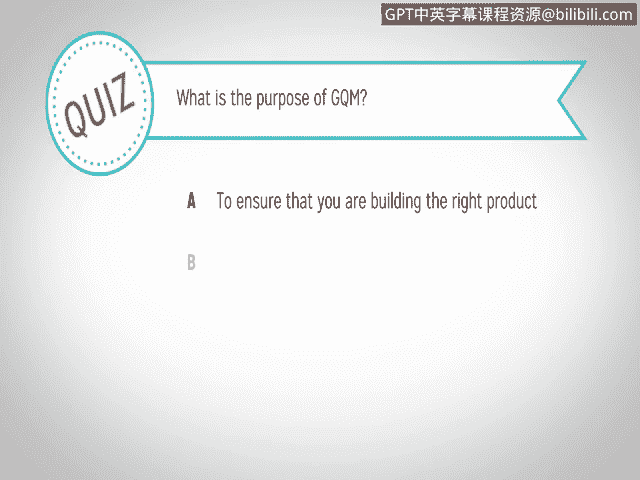 GPT中英字幕课程资源@bilibili.com
QUIZ
What is the purpose of GQM?
A To ensure that you are building the right product
B